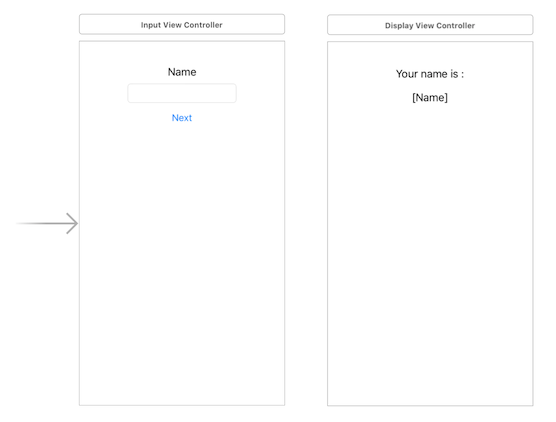 Input View Controller
Name
Next
Display View Controller
Your name is :
[Name]